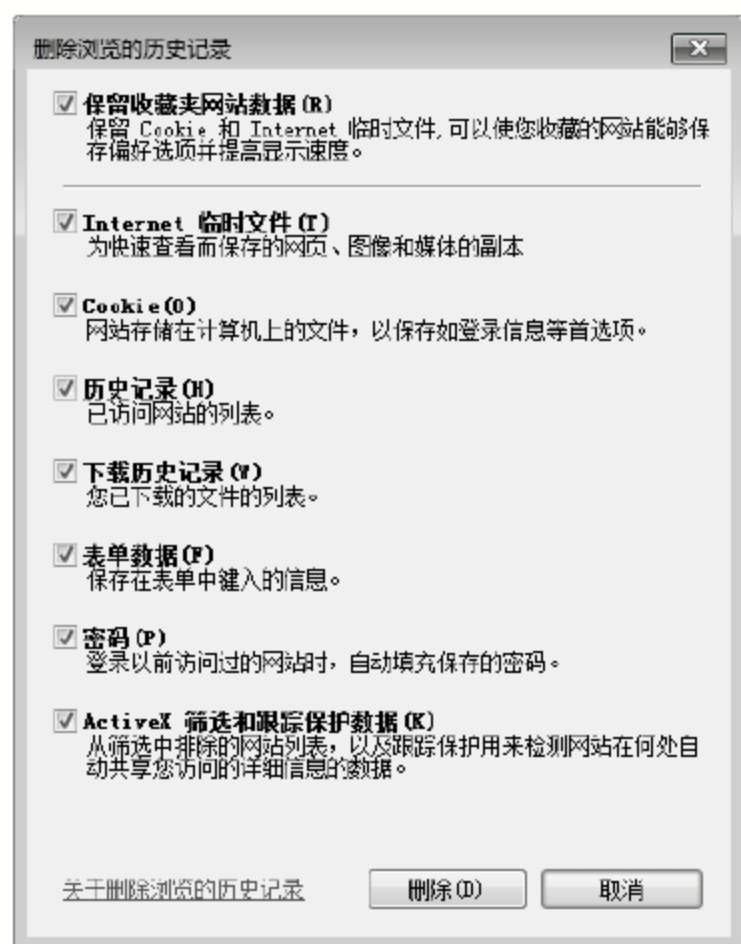 删除浏览的历史记录
保留收藏夹网站数据(R)
保留 Cookie 和 Internet 临时文件,可以使您收藏的网站能够保
存偏好选项并提高显示速度。
Internet 临时文件(T)
为快速查看而保存的网页、图像和媒体的副本
Cookie(O)
网站存储在计算机上的文件，以保存如登录信息等首选项。
历史记录(H)
已访问网站的列表。
下载历史记录(W)
您已下载的文件的列表。
表单数据(F)
保存在表单中键入的信息。
密码(P)
登录以前访问过的网站时，自动填充保存的密码。
ActiveX 筛选和跟踪保护数据(K)
从筛选中排除的网站列表，以及跟踪保护用来检测网站在何处自
动共享您访问的详细信息的数据。
关于删除浏览的历史记录 删除(D) 取消